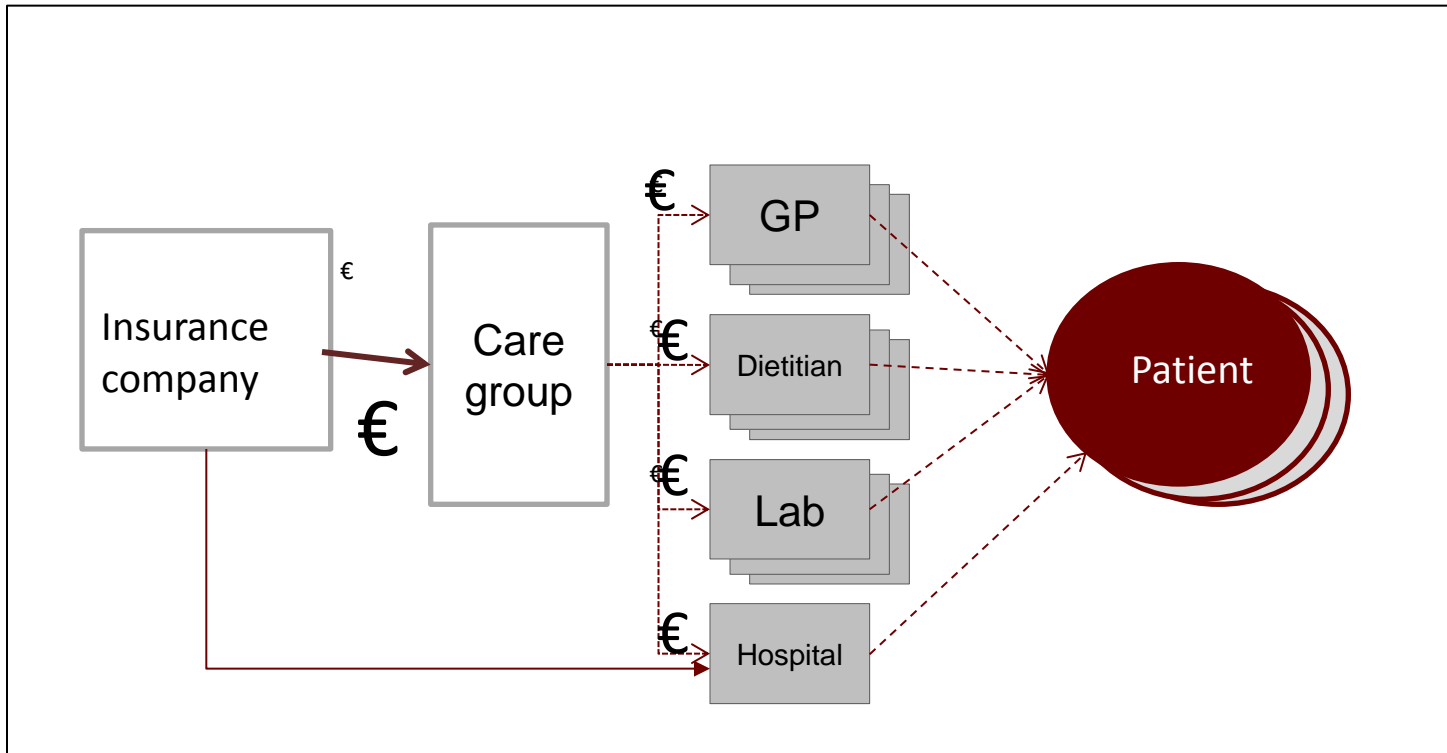 €
GP
€
Insurance
company
€
Care
group
€
€
Dietitian
Patient
€
€
€
Lab
€
Hospital